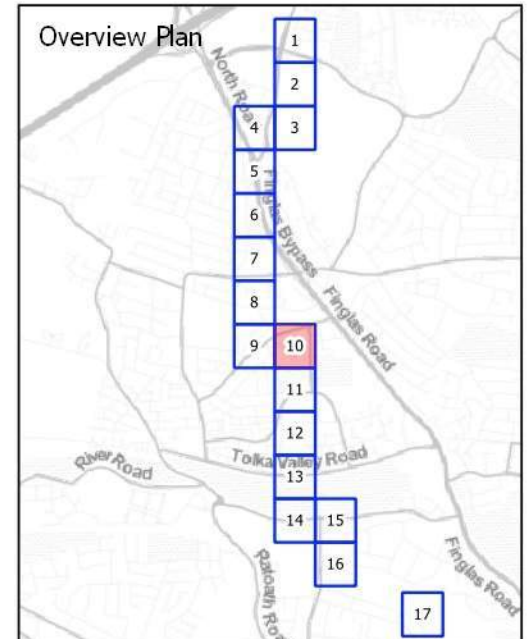 Overview Plan
1
2
North Road
4
3
5
Finglas Bypass
6
7
8
Finglas Road
9
10
11
12
Tolka Valley Road
River Road
13
14
15
Ratoath Road
16
Finglas Road
17